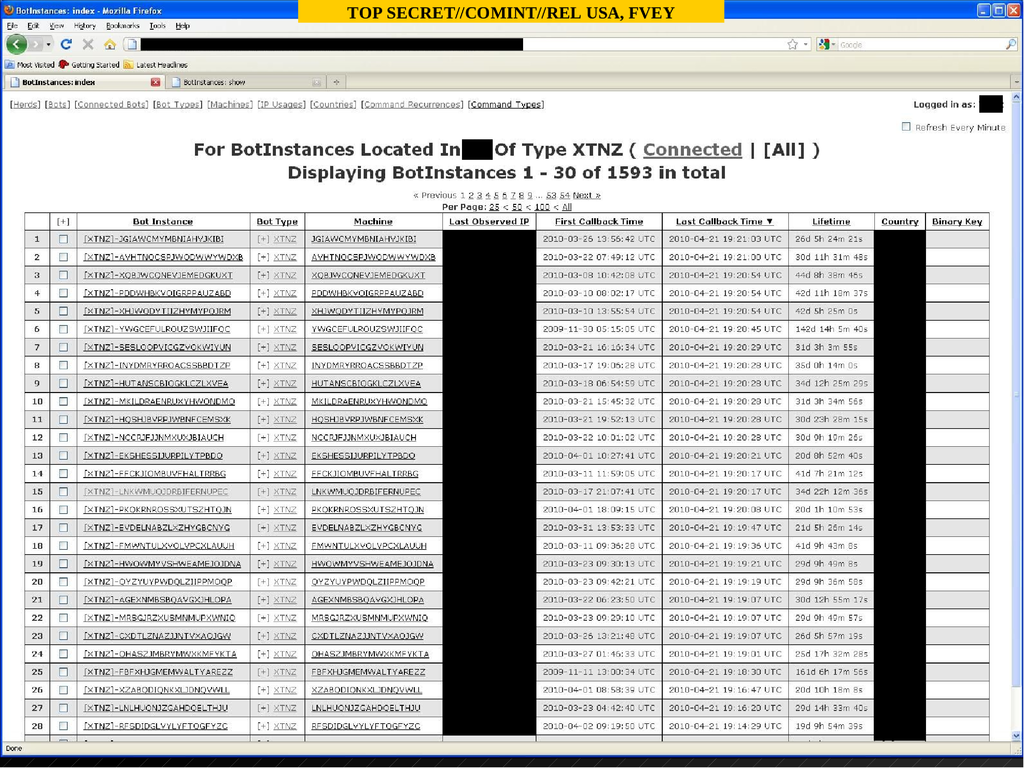 TOP SECRET//COMINT//REL USA, FVEY
BotInstances: index - Mozilla Firefox
File Edit View History Bookmarks Tools Help
Google
Most Visited Getting Started Latest Headlines
BotInstances: index BotInstances: show
[Herds] [Bots] [Connected Bots] [Bot Types] [Machines] [IP Usages] [Countries] [Command Recurrences] [Command Types]
Logged in as:
Refresh Every Minute
For BotInstances Located In Of Type XTNZ ( Connected | [All] )
Displaying BotInstances 1 - 30 of 1593 in total
« Previous 1 2 3 4 5 6 7 8 9 ... 53 54 Next »
Per Page: 25 < 50 < 100 < All
[+] Bot Instance Bot Type Machine Last Observed IP First Callback Time Last Callback Time ▼ Lifetime Country Binary Key
1 [XTNZ]-JGIAWCMYMBNIAHVJKIBI [+] XTNZ JGIAWCMYMBNIAHVJKIBI 2010-03-26 13:56:42 UTC 2010-04-21 19:21:03 UTC 26d 5h 24m 21s
2 [+] XTNZ 2010-03-22 07:49:12 UTC 2010-04-21 19:21:00 UTC 30d 11h 31m 48s
3 [XTNZ]-XQBJWCQNEVJEMEDGKUXT [+] XTNZ XQBJWCQNEVJEMEDGKUXT 2010-03-08 10:42:08 UTC 2010-04-21 19:20:54 UTC 44d 8h 38m 46s
4 [XTNZ]-PDDWHBKVOIGRPPAUZABD [+] XTNZ PDDWHBKVOIGRPPAUZABD 2010-03-10 08:02:17 UTC 2010-04-21 19:20:54 UTC 42d 11h 18m 37s
5 [XTNZ]-XHJWQDYTIIZHYMYPOJRM [+] XTNZ XHJWQDYTIIZHYMYPOJRM 2010-03-10 13:55:54 UTC 2010-04-21 19:20:54 UTC 42d 5h 25m 0s
6 [XTNZ]-YWGCEFULROUZSWJIIFOC [+] XTNZ YWGCEFULROUZSWJIIFOC 2009-11-30 05:15:05 UTC 2010-04-21 19:20:45 UTC 142d 14h 5m 40s
7 [XTNZ]-SESLOOPVICGZVOKWIYUN [+] XTNZ SESLOOPVICGZVOKWIYUN 2010-03-21 16:16:34 UTC 2010-04-21 19:20:29 UTC 31d 3h 3m 55s
8 [XTNZ]-INYDMRYRROACSSBBDTZP [+] XTNZ INYDMRYRROACSSBBDTZP 2010-03-17 19:06:28 UTC 2010-04-21 19:20:28 UTC 35d 0h 14m 0s
9 [XTNZ]-HUTANSCBIOGKLCZLXVEA [+] XTNZ HUTANSCBIOGKLCZLXVEA 2010-03-18 06:54:59 UTC 2010-04-21 19:20:28 UTC 34d 12h 25m 29s
10 [XTNZ]-MKILDRAENRUXYHWONDMO [+] XTNZ MKILDRAENRUXYHWONDMO 2010-03-21 15:45:32 UTC 2010-04-21 19:20:28 UTC 31d 3h 34m 56s
11 [XTNZ]-HQSHJBVRPJWBNFCEMSXK [+] XTNZ HQSHJBVRPJWBNFCEMSXK 2010-03-21 19:52:13 UTC 2010-04-21 19:20:28 UTC 30d 23h 28m 15s
12 [XTNZ]-NCCRJFJJNMXUXJBIAUCH [+] XTNZ NCCRJFJJNMXUXJBIAUCH 2010-03-22 10:01:02 UTC 2010-04-21 19:20:28 UTC 30d 9h 19m 26s
13 [XTNZ]-EKSHESSIJURPILYTPBDO [+] XTNZ EKSHESSIJURPILYTPBDO 2010-04-01 10:27:41 UTC 2010-04-21 19:20:21 UTC 20d 8h 52m 40s
14 [XTNZ]-FFCKJIOMBUVFHALTRRBG [+] XTNZ FFCKJIOMBUVFHALTRRBG 2010-03-11 11:59:05 UTC 2010-04-21 19:20:17 UTC 41d 7h 21m 12s
15 [XTNZ]-LNKWMUQJDRBIFERNUPEC [+] XTNZ LNKWMUQJDRBIFERNUPEC 2010-03-17 21:07:41 UTC 2010-04-21 19:20:17 UTC 34d 22h 12m 36s
16 [XTNZ]-PKQKRNROSSXUTSZHTQJN [+] XTNZ PKQKRNROSSXUTSZHTQJN 2010-04-01 18:09:15 UTC 2010-04-21 19:20:08 UTC 20d 1h 10m 53s
17 [XTNZ]-EVDELNABZLXZHYGBCNYG [+] XTNZ EVDELNABZLXZHYGBCNYG 2010-03-31 13:53:33 UTC 2010-04-21 19:19:47 UTC 21d 5h 26m 14s
18 [XTNZ]-FMWNTULXVOLVPCXLAUUH [+] XTNZ FMWNTULXVOLVPCXLAUUH 2010-03-11 09:36:28 UTC 2010-04-21 19:19:36 UTC 41d 9h 43m 8s
19 [XTNZ]-HWOWMYVSHWEAMEJOJDNA [+] XTNZ HWOWMYVSHWEAMEJOJDNA 2010-03-23 09:30:13 UTC 2010-04-21 19:19:21 UTC 29d 9h 49m 8s
20 [XTNZ]-OYZYUYPWDQLZIIPPMOQP [+] XTNZ OYZYUYPWDQLZIIPPMOQP 2010-03-23 09:42:21 UTC 2010-04-21 19:19:19 UTC 29d 9h 36m 58s
21 [XTNZ]-AGEXNMBSBQAVGXJHLOPA [+] XTNZ AGEXNMBSBQAVGXJHLOPA 2010-03-22 06:23:50 UTC 2010-04-21 19:19:07 UTC 30d 12h 55m 17s
22 [XTNZ]-MRSGJRZXUSMNMUPXWNIO [+] XTNZ MRSGJRZXUSMNMUPXWNIO 2010-03-23 09:29:10 UTC 2010-04-21 19:19:07 UTC 29d 9h 49m 57s
23 [XTNZ]-CXDTLZNAZJJNTVXAOJGW [+] XTNZ CXDTLZNAZJJNTVXAOJGW 2010-03-26 13:21:48 UTC 2010-04-21 19:19:07 UTC 26d 5h 57m 19s
24 [XTNZ]-OHASZJMBRYMWXKMFYKTA [+] XTNZ OHASZJMBRYMWXKMFYKTA 2010-03-27 01:46:33 UTC 2010-04-21 19:19:01 UTC 25d 17h 32m 28s
25 [XTNZ]-FBFXHJGMEMWALTYAREZZ [+] XTNZ FBFXHJGMEMWALTYAREZZ 2009-11-11 13:00:34 UTC 2010-04-21 19:18:30 UTC 161d 6h 17m 56s
26 [XTNZ]-XZABQDIQNKXLJDNQVWLL [+] XTNZ XZABQDIQNKXLJDNQVWLL 2010-04-01 08:58:39 UTC 2010-04-21 19:16:47 UTC 20d 10h 18m 8s
27 [XTNZ]-LNLHUQNJZGAHDOELTHJU [+] XTNZ LNLHUQNJZGAHDOELTHJU 2010-03-23 04:42:40 UTC 2010-04-21 19:16:20 UTC 29d 14h 33m 40s
28 [XTNZ]-RFSDIDGLVYLYFTOGFYZC [+] XTNZ RFSDIDGLVYLYFTOGFYZC 2010-04-02 09:19:50 UTC 2010-04-21 19:14:29 UTC 19d 9h 54m 39s
Done